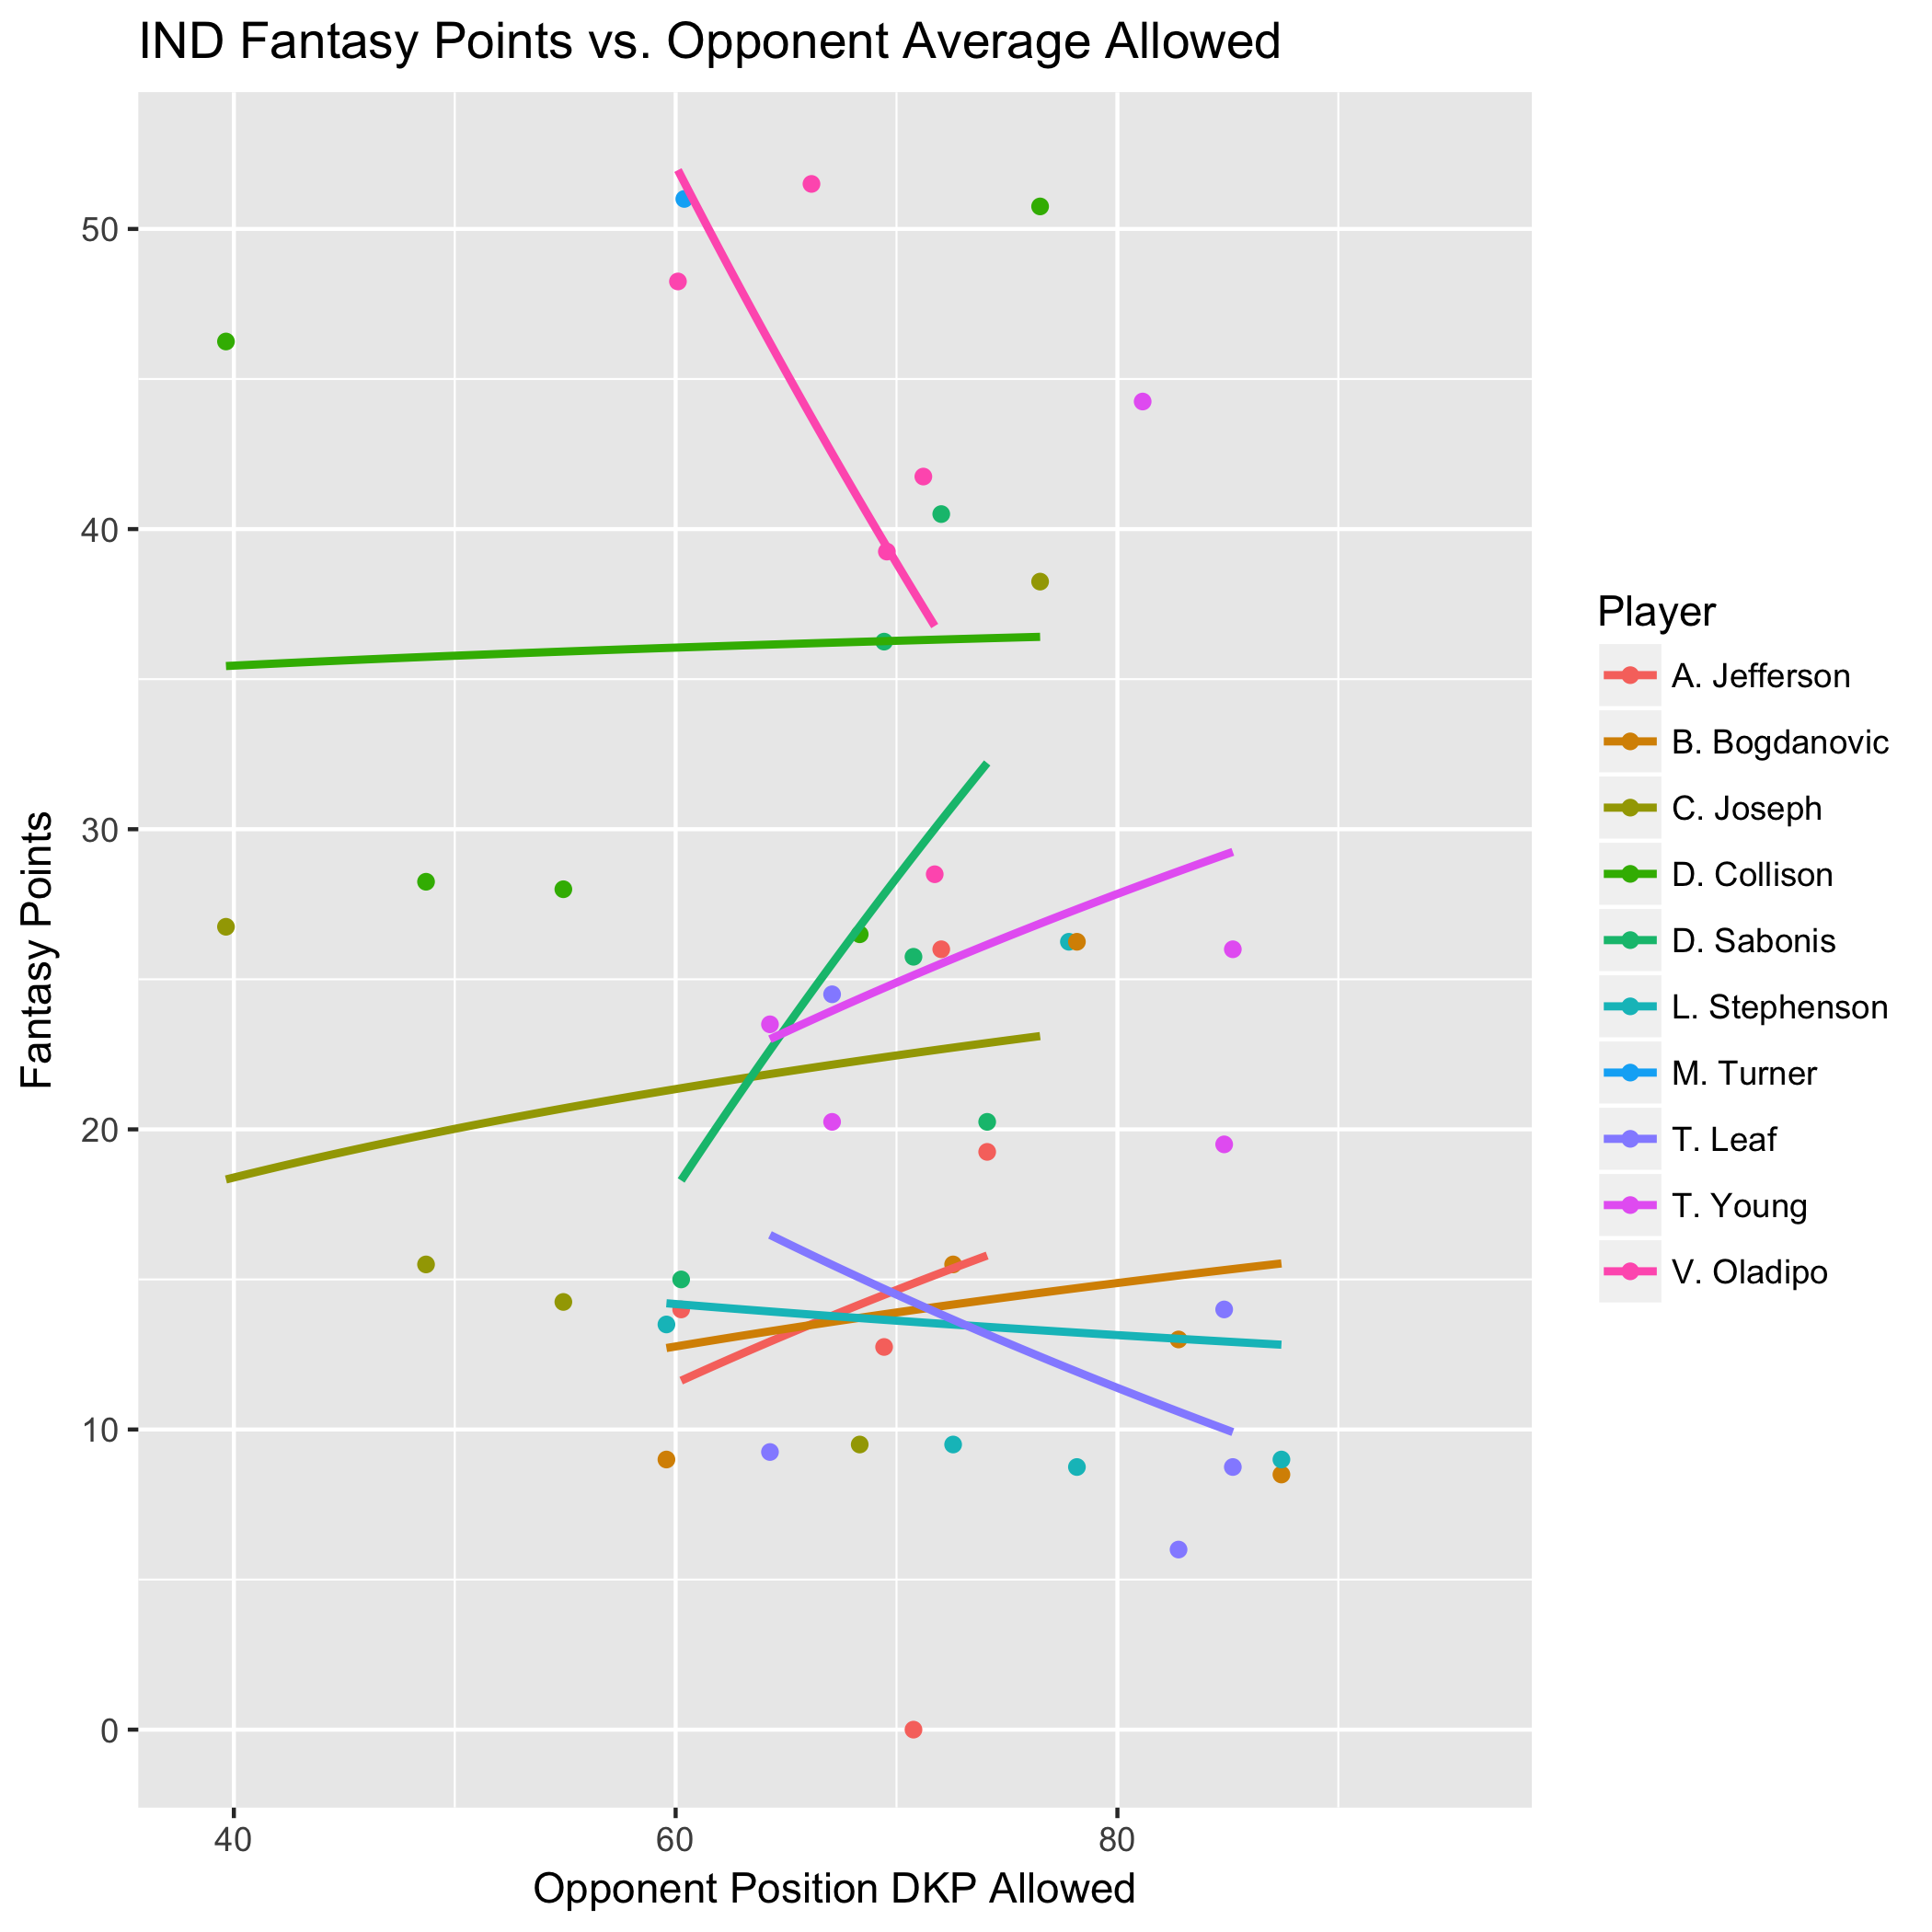 IND Fantasy Points vs. Opponent Average Allowed
Fantasy Points
50
40
30
20
10
0
40
60
80
Opponent Position DKP Allowed
Player
A. Jefferson
B. Bogdanovic
C. Joseph
D. Collison
D. Sabonis
L. Stephenson
M. Turner
T. Leaf
T. Young
V. Oladipo